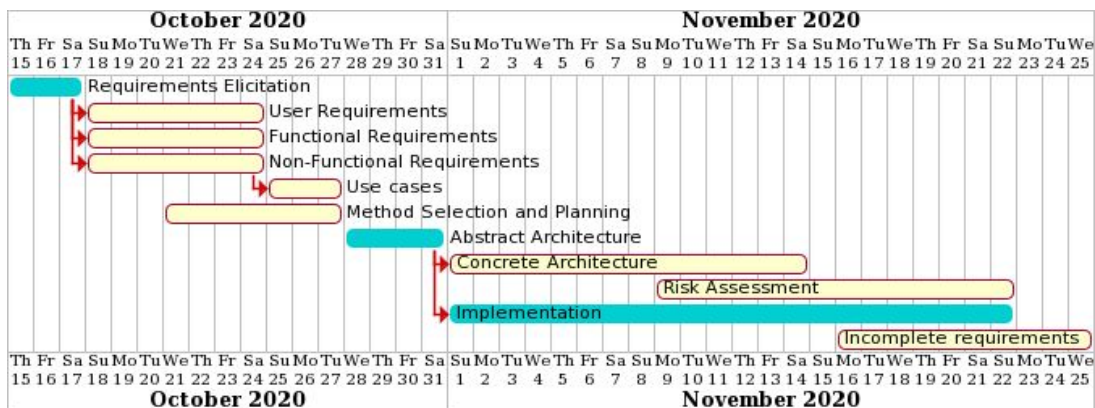 October 2020 November 2020
Th Fr Sa Su Mo Tu We Th Fr Sa Su Mo Tu We Th Fr Sa Su Mo Tu We Th Fr Sa Su Mo Tu We Th Fr Sa Su Mo Tu We Th Fr Sa Su Mo Tu We
15 16 17 18 19 20 21 22 23 24 25 26 27 28 29 30 31 1 2 3 4 5 6 7 8 9 10 11 12 13 14 15 16 17 18 19 20 21 22 23 24 25
Requirements Elicitation
User Requirements
Functional Requirements
Non-Functional Requirements
Use cases
Method Selection and Planning
Abstract Architecture
Concrete Architecture
Risk Assessment
Implementation
Incomplete requirements
Th Fr Sa Su Mo Tu We Th Fr Sa Su Mo Tu We Th Fr Sa Su Mo Tu We Th Fr Sa Su Mo Tu We Th Fr Sa Su Mo Tu We Th Fr Sa Su Mo Tu We
15 16 17 18 19 20 21 22 23 24 25 26 27 28 29 30 31 1 2 3 4 5 6 7 8 9 10 11 12 13 14 15 16 17 18 19 20 21 22 23 24 25
October 2020 November 2020